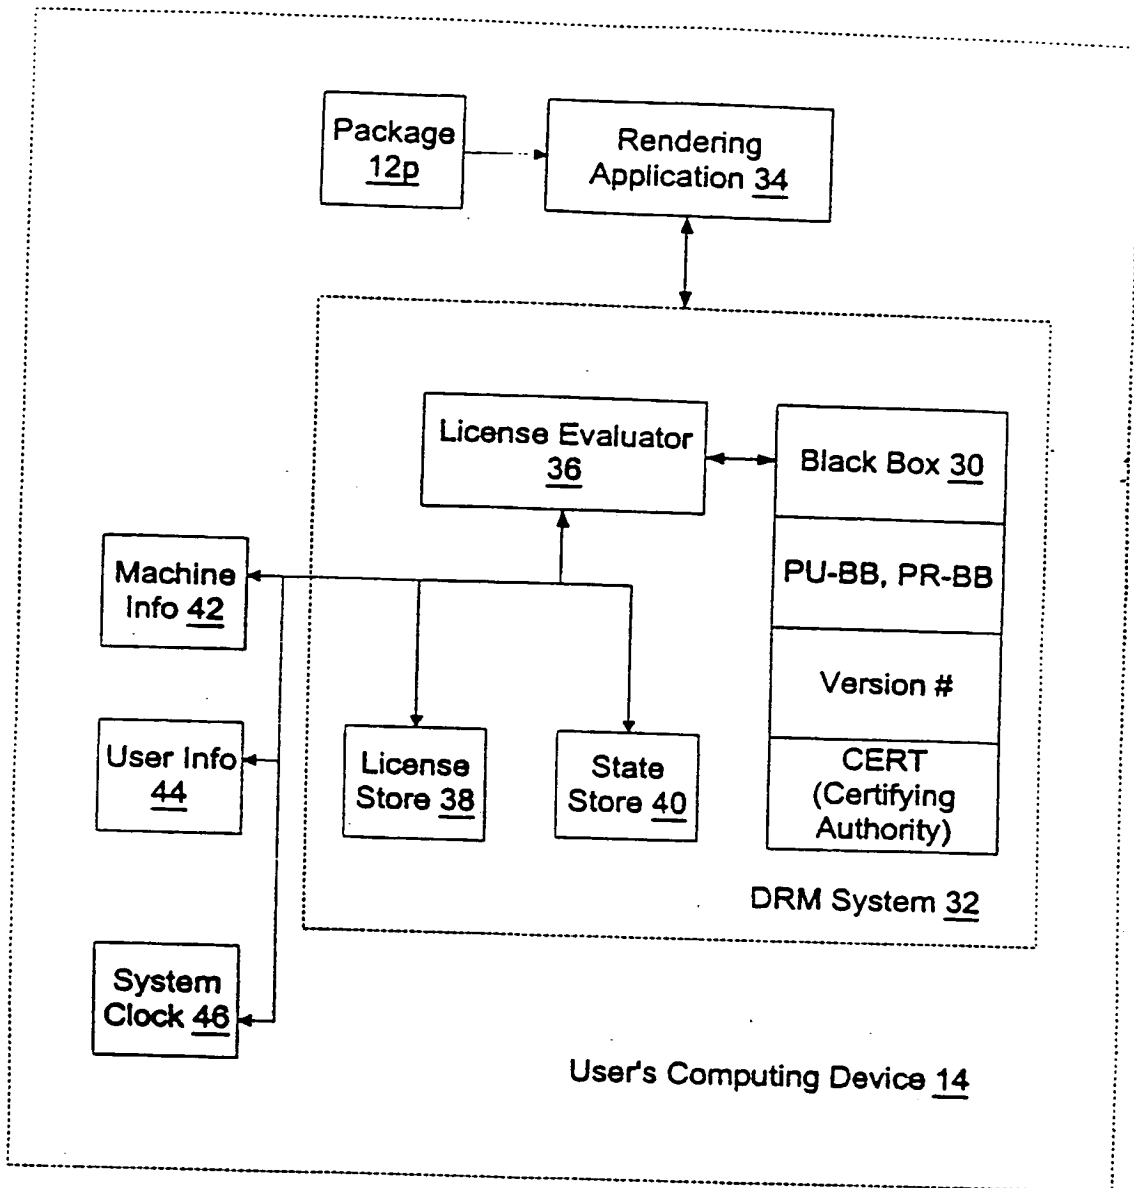 Package
12p
Rendering
Application 34
License Evaluator
36
Black Box 30
PU-BB, PR-BB
Version #
CERT
(Certifying
Authority)
Machine
Info 42
User Info
44
License
Store 38
State
Store 40
DRM System 32
System
Clock 46
User's Computing Device 14